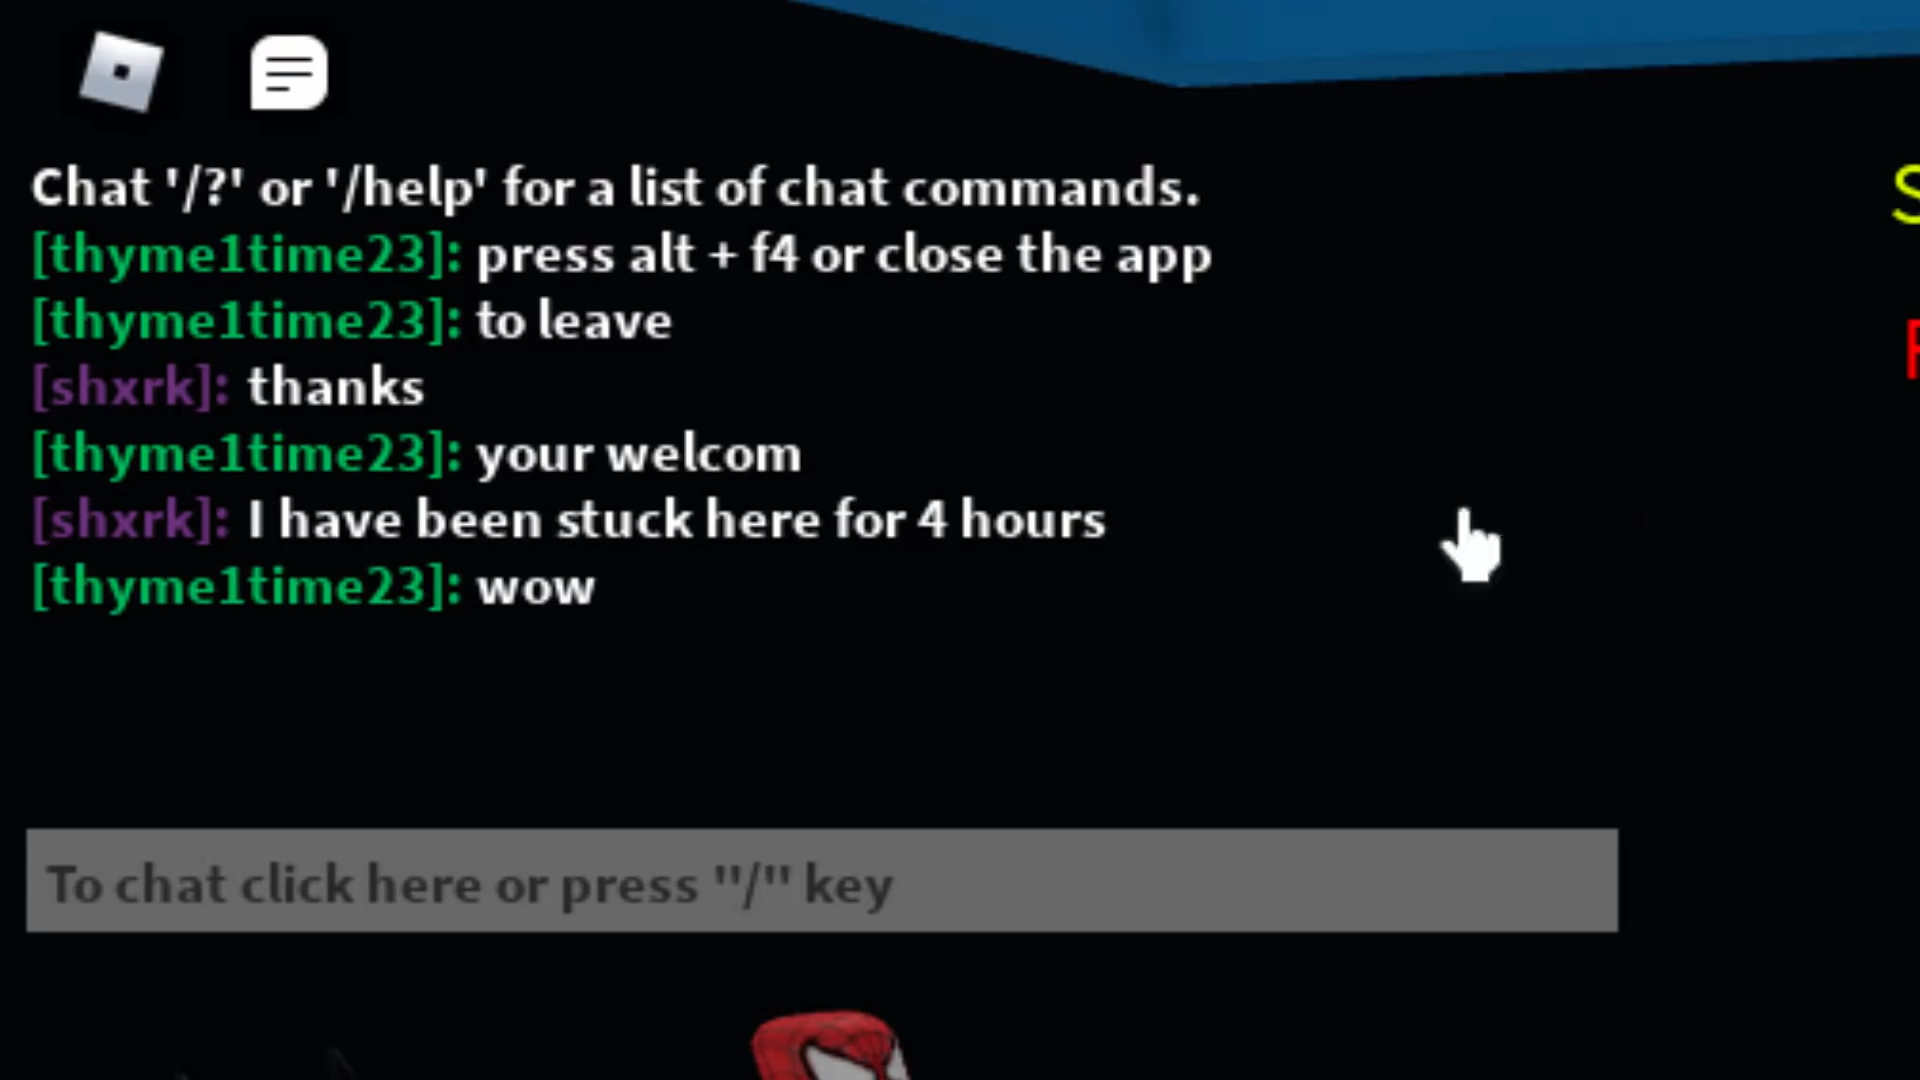 Chat '/?' or '/help' for a list of chat commands.
[thyme1time23]: press alt + f4 or close the app
[thyme1time23]: to leave
[shxrk]: thanks
[thyme1time23]: your welcom
[shxrk]: I have been stuck here for 4 hours
[thyme1time23]: wow
To chat click here or press "/" key